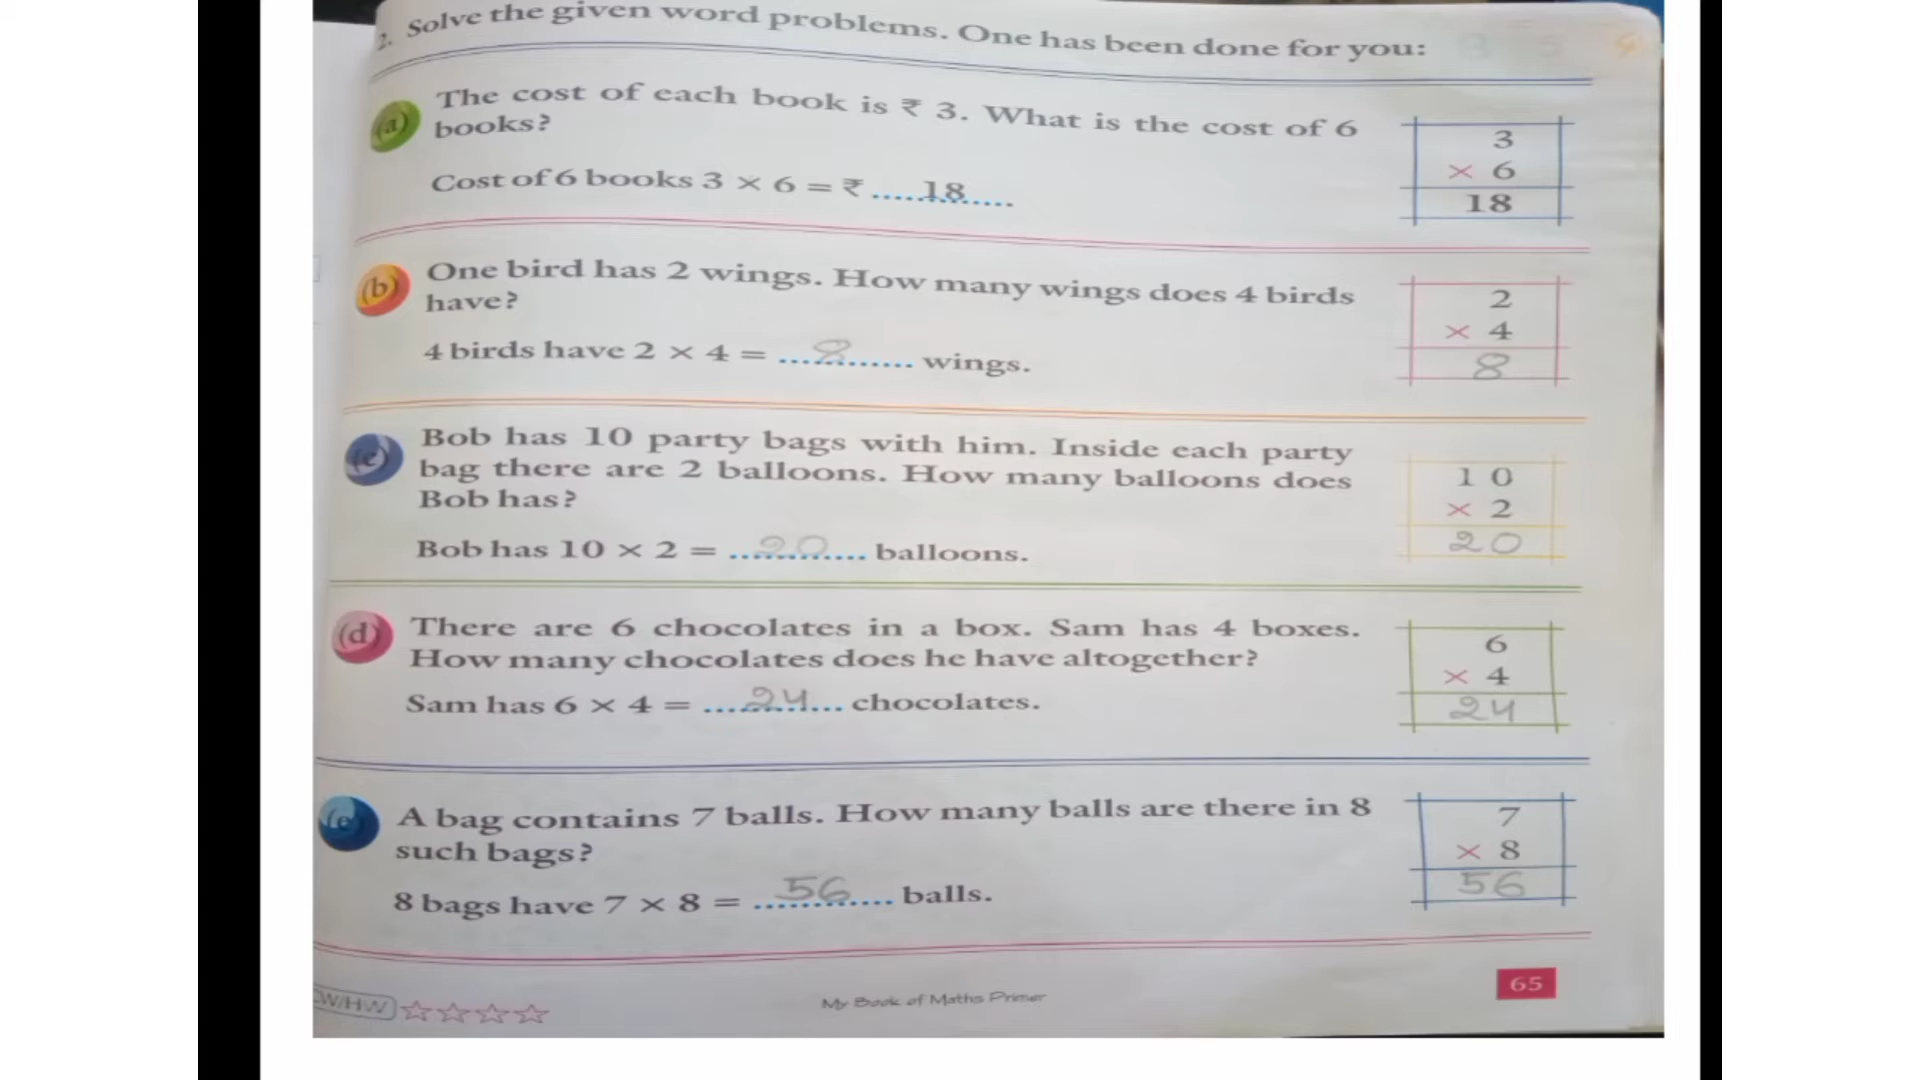 2. Solve the given word problems. One has been done for you:
(a) The cost of each book is ₹ 3. What is the cost of 6
books?
Cost of 6 books 3 × 6 = ₹ .....18.....
3
× 6
18
(b) One bird has 2 wings. How many wings does 4 birds
have?
4 birds have 2 × 4 = ....8........ wings.
2
× 4
8
(c) Bob has 10 party bags with him. Inside each party
bag there are 2 balloons. How many balloons does
Bob has?
Bob has 10 × 2 = ...20...... balloons.
1 0
× 2
20
(d) There are 6 chocolates in a box. Sam has 4 boxes.
How many chocolates does he have altogether?
Sam has 6 × 4 = ....24.... chocolates.
6
× 4
24
(e) A bag contains 7 balls. How many balls are there in 8
such bags?
8 bags have 7 × 8 = ...56..... balls.
7
× 8
56
CW/HW
My Book of Maths Primer
65